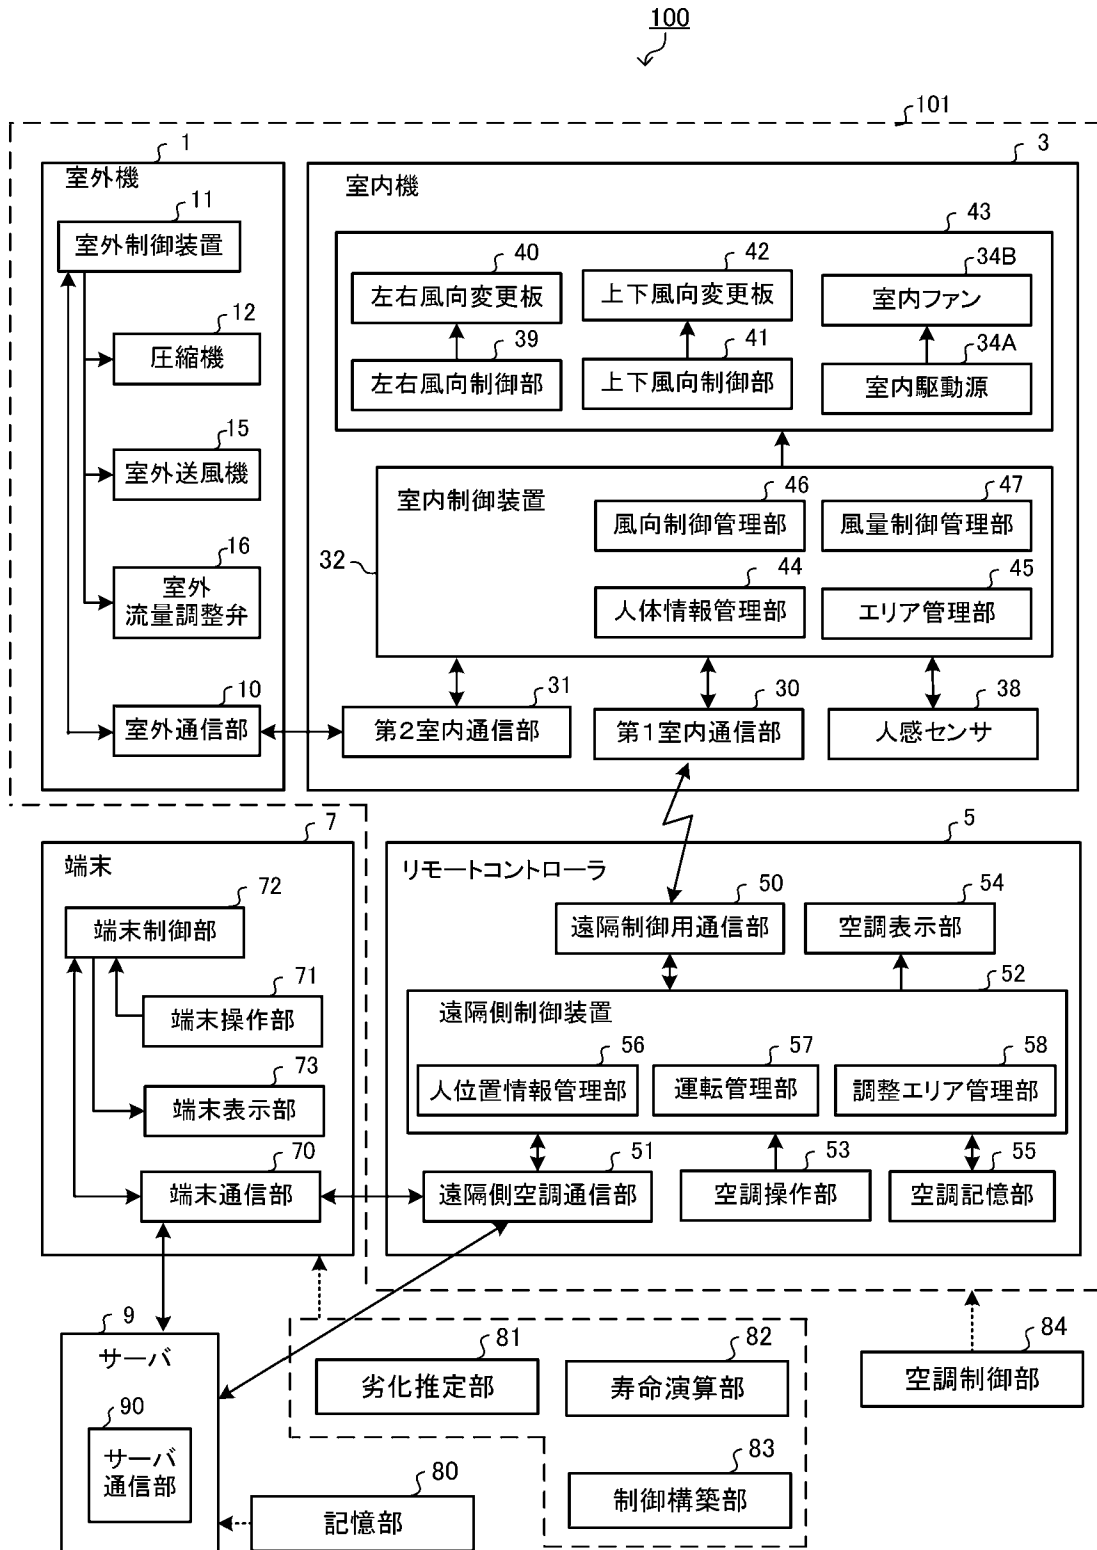 100
101
1
室外機
11
室外制御装置
12
圧縮機
15
室外送風機
16
室外
流量調整弁
10
室外通信部
3
室内機
43
40
左右風向変更板
42
上下風向変更板
34B
室内ファン
39
左右風向制御部
41
上下風向制御部
34A
室内駆動源
32
室内制御装置
46
風向制御管理部
47
風量制御管理部
44
人体情報管理部
45
エリア管理部
31
第2室内通信部
30
第1室内通信部
38
人感センサ
7
端末
72
端末制御部
71
端末操作部
73
端末表示部
70
端末通信部
5
リモートコントローラ
50
遠隔制御用通信部
54
空調表示部
52
遠隔側制御装置
56
人位置情報管理部
57
運転管理部
58
調整エリア管理部
51
遠隔側空調通信部
53
空調操作部
55
空調記憶部
9
サーバ
90
サーバ
通信部
81
劣化推定部
82
寿命演算部
83
制御構築部
84
空調制御部
80
記憶部